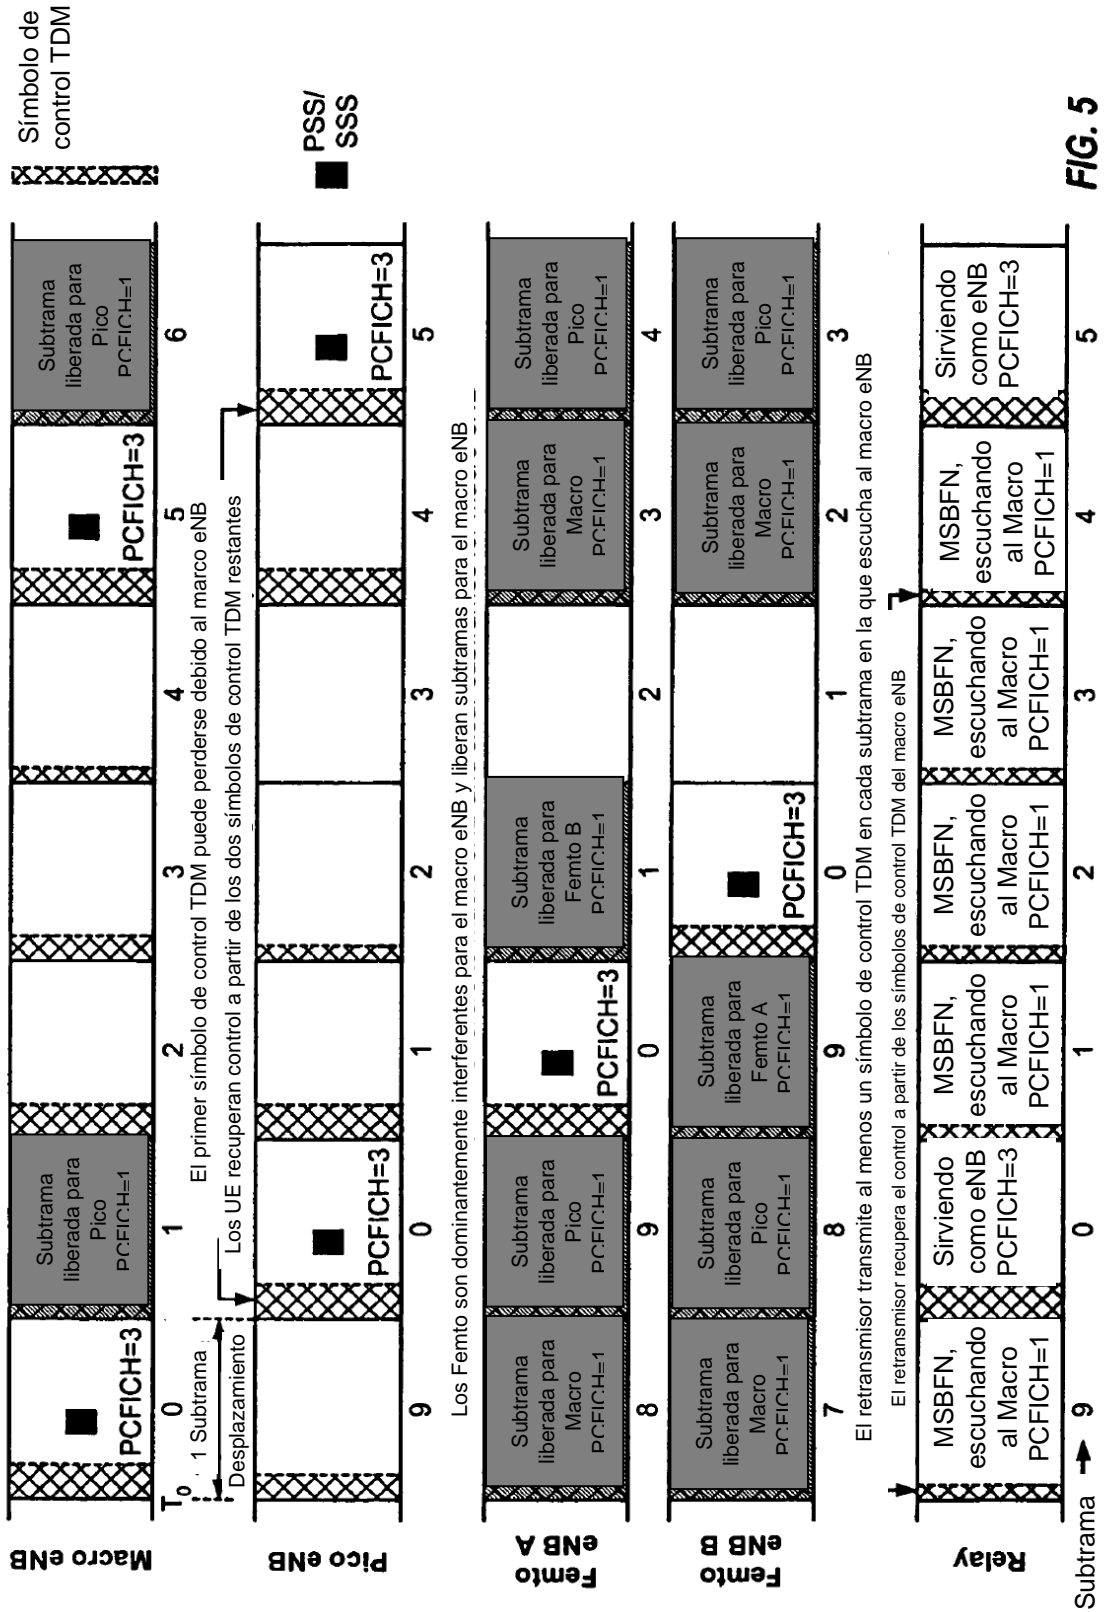 Símbolo de
control TDM
Macro eNB
PCFICH=3
Subtrama
liberada para
Pico
PCFICH=1
PCFICH=3
Subtrama
liberada para
Pico
PCFICH=1
T0
0
1
2
3
4
5
6
1 Subtrama
Desplazamiento
El primer símbolo de control TDM puede perderse debido al marco eNB
Los UE recuperan control a partir de los dos símbolos de control TDM restantes
PSS/
SSS
Pico eNB
PCFICH=3
PCFICH=3
9
0
1
2
3
4
5
Los Femto son dominantemente interferentes para el macro eNB y liberan subtramas para el macro eNB
Femto
eNB A
Subtrama
liberada para
Macro
PCFICH=1
Subtrama
liberada para
Pico
PCFICH=1
PCFICH=3
Subtrama
liberada para
Femto B
PCFICH=1
Subtrama
liberada para
Macro
PCFICH=1
Subtrama
liberada para
Pico
PCFICH=1
8
9
0
1
2
3
4
Femto
eNB B
Subtrama
liberada para
Macro
PCFICH=1
Subtrama
liberada para
Pico
PCFICH=1
Subtrama
liberada para
Femto A
PCFICH=1
PCFICH=3
Subtrama
liberada para
Macro
PCFICH=1
Subtrama
liberada para
Pico
PCFICH=1
7
8
9
0
1
2
3
El retransmisor transmite al menos un símbolo de control TDM en cada subtrama en la que escucha al macro eNB
El retransmisor recupera el control a partir de los símbolos de control TDM del macro eNB
Relay
MSBFN,
escuchando
al Macro
PCFICH=1
Sirviendo
como eNB
PCFICH=3
MSBFN,
escuchando
al Macro
PCFICH=1
MSBFN,
escuchando
al Macro
PCFICH=1
MSBFN,
escuchando
al Macro
PCFICH=1
MSBFN,
escuchando
al Macro
PCFICH=1
Sirviendo
como eNB
PCFICH=3
Subtrama
9
0
1
2
3
4
5
FIG. 5